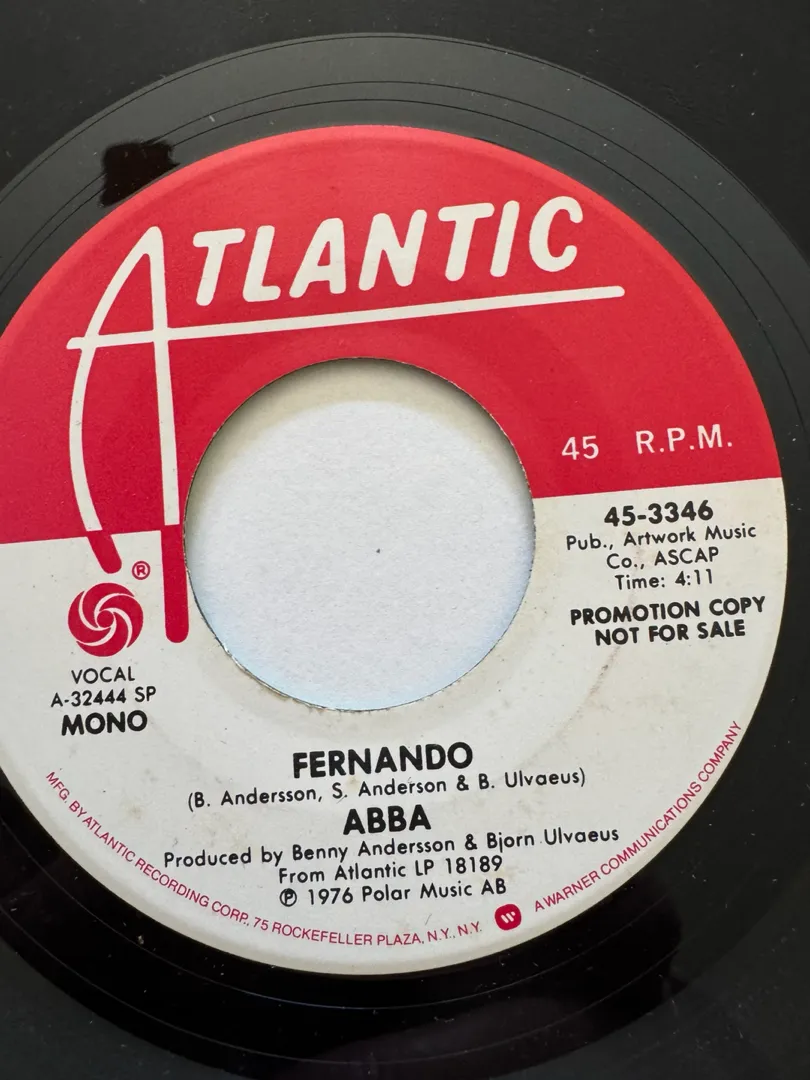 ATLANTIC
45 R.P.M.
45-3346
Pub., Artwork Music
Co., ASCAP
Time: 4:11
PROMOTION COPY
NOT FOR SALE
®
VOCAL
A-32444 SP
MONO
FERNANDO
(B. Andersson, S. Anderson & B. Ulvaeus)
ABBA
Produced by Benny Andersson & Bjorn Ulvaeus
From Atlantic LP 18189
℗ 1976 Polar Music AB
MFG. BY ATLANTIC RECORDING CORP., 75 ROCKEFELLER PLAZA, N.Y., N.Y. W A WARNER COMMUNICATIONS COMPANY